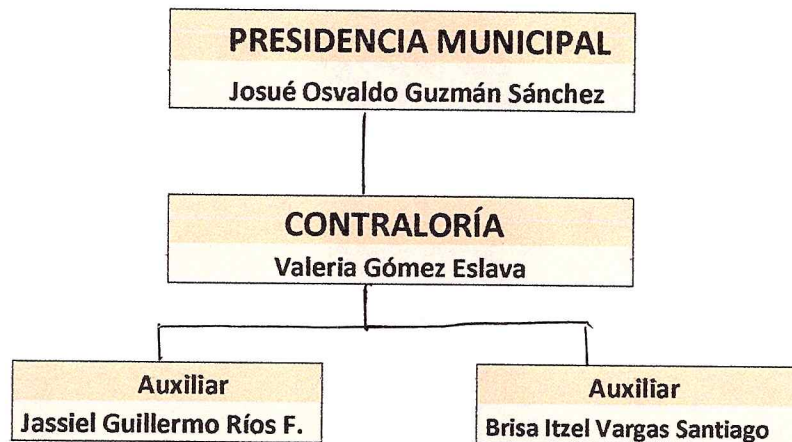 PRESIDENCIA MUNICIPAL
Josué Osvaldo Guzmán Sánchez
CONTRALORÍA
Valeria Gómez Eslava
Auxiliar
Jassiel Guillermo Ríos F.
Auxiliar
Brisa Itzel Vargas Santiago